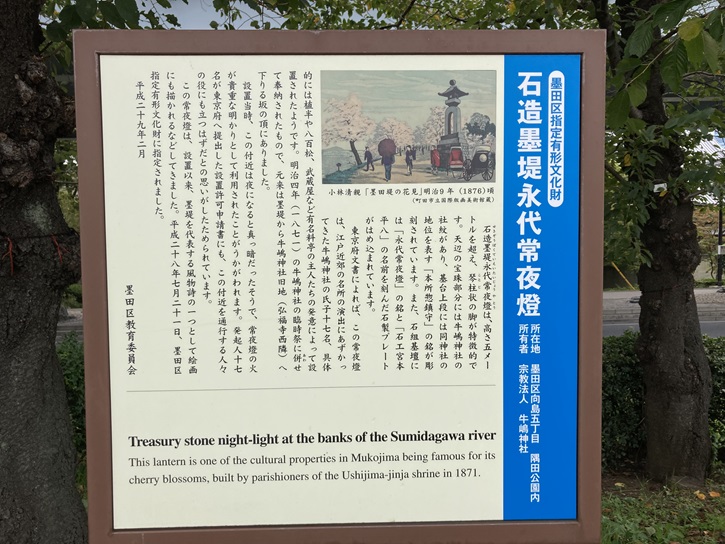 墨田区指定有形文化財
石造墨堤永代常夜燈
所在地　墨田区向島五丁目　隅田公園内
所有者　宗教法人　牛嶋神社
石造墨堤永代常夜燈は、高さ五メー
トルを超え、琴柱状の脚が特徴的で
す。天辺の宝珠部分には牛嶋神社の
社紋があり、基台上段には同神社の
地位を表す「本所惣鎮守」の銘が彫
刻されています。また、石組基壇に
は「永代常夜燈」の銘と「石工宮本
平八」の名前を刻んだ石製プレート
がはめ込まれています。
東京府文書によれば、この常夜燈
は、江戸近郊の名所の演出にあずかっ
てきた牛嶋神社の氏子十七名、具体
的には植半や八百松、武蔵屋など有名料亭の主人たちの発意によって設
置されたようです。明治四年（一八七一）の牛嶋神社の臨時祭に併せ
て奉納されたもので、元来は墨堤から牛嶋神社旧地（弘福寺西隣）へ
下りる坂の頂にありました。
設置当時、この付近は夜になると真っ暗だったそうで、常夜燈の火
が貴重な明かりとして利用されたことがうかがわれます。発起人十七
名が東京府へ提出した設置許可申請書にも、この付近を通行する人々
の役にも立つはずだとの思いがしたためられています。
この常夜燈は、設置以来、墨堤を代表する風物詩の一つとして絵画
にも描かれるなどしてきました。平成二十八年七月二十一日、墨田区
指定有形文化財に指定されました。
平成二十九年二月
墨田区教育委員会
小林清親「墨田堤の花見」明治9年（1876）頃
（町田市立国際版画美術館蔵）
Treasury stone night-light at the banks of the Sumidagawa river
This lantern is one of the cultural properties in Mukojima being famous for its
cherry blossoms, built by parishioners of the Ushijima-jinja shrine in 1871.